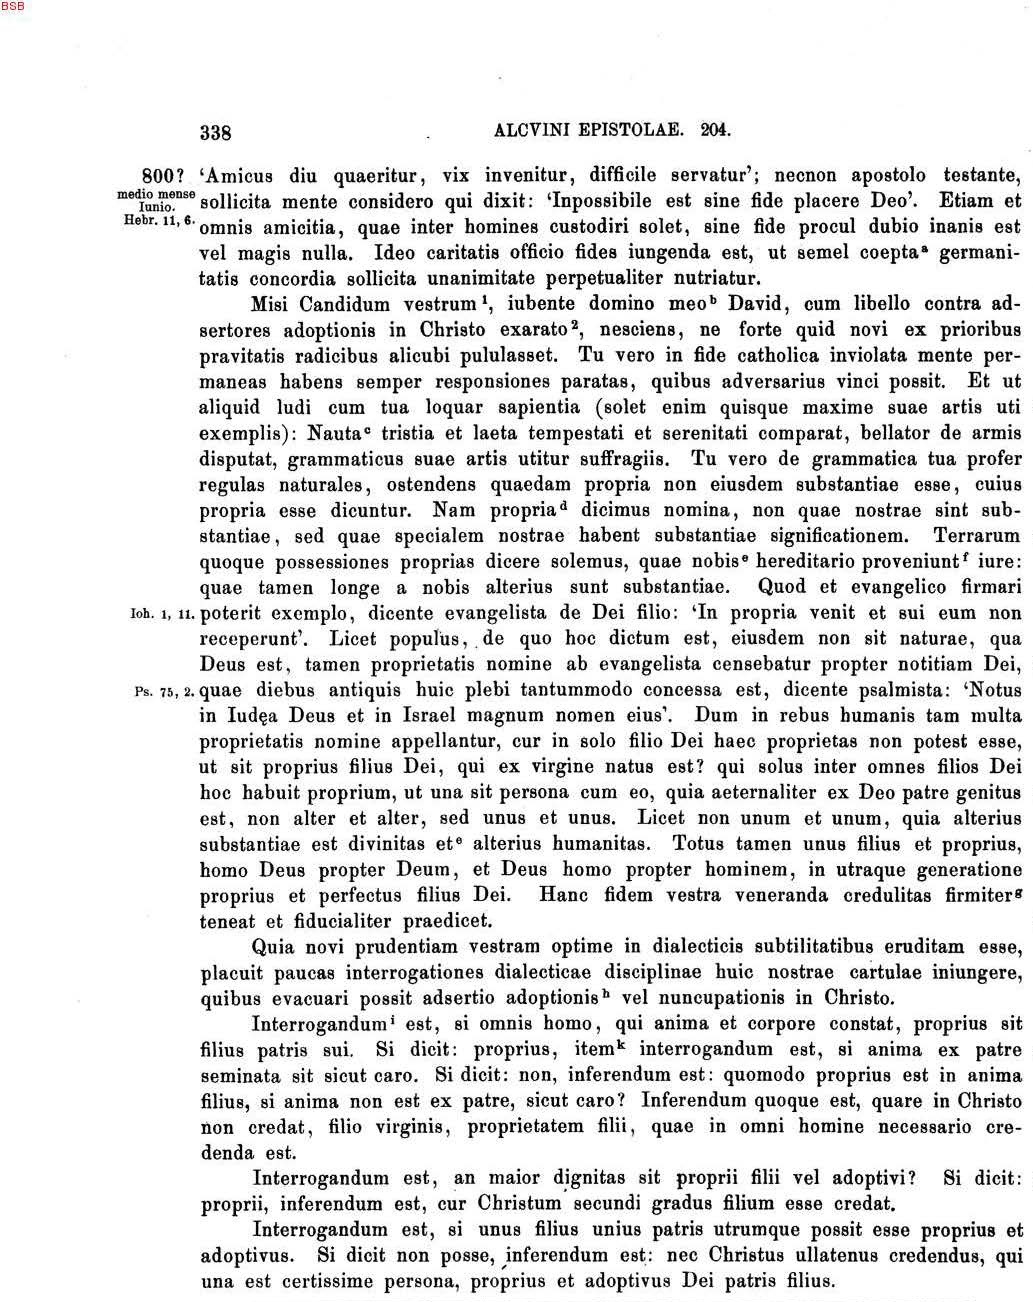 BSB
338 ALCVINI EPISTOLAE. 204.
800? ‘Amicus diu quaeritur, vix invenitur, difficile servatur’; necnon apostolo testante,
medio mense
Iunio.
sollicita mente considero qui dixit: ‘Inpossibile est sine fide placere Deo’. Etiam et
Hebr. 11, 6. omnis amicitia, quae inter homines custodiri solet, sine fide procul dubio inanis est
vel magis nulla. Ideo caritatis officio fides iungenda est, ut semel coeptaᵃ germani-
tatis concordia sollicita unanimitate perpetualiter nutriatur.
Misi Candidum vestrum¹, iubente domino meoᵇ David, cum libello contra ad-
sertores adoptionis in Christo exarato², nesciens, ne forte quid novi ex prioribus
pravitatis radicibus alicubi pululasset. Tu vero in fide catholica inviolata mente per-
maneas habens semper responsiones paratas, quibus adversarius vinci possit. Et ut
aliquid ludi cum tua loquar sapientia (solet enim quisque maxime suae artis uti
exemplis): Nautaᶜ tristia et laeta tempestati et serenitati comparat, bellator de armis
disputat, grammaticus suae artis utitur suffragiis. Tu vero de grammatica tua profer
regulas naturales, ostendens quaedam propria non eiusdem substantiae esse, cuius
propria esse dicuntur. Nam propriaᵈ dicimus nomina, non quae nostrae sint sub-
stantiae, sed quae specialem nostrae habent substantiae significationem. Terrarum
quoque possessiones proprias dicere solemus, quae nobisᵉ hereditario proveniuntᶠ iure:
quae tamen longe a nobis alterius sunt substantiae. Quod et evangelico firmari
Ioh. 1, 11. poterit exemplo, dicente evangelista de Dei filio: ‘In propria venit et sui eum non
receperunt’. Licet populus, de quo hoc dictum est, eiusdem non sit naturae, qua
Deus est, tamen proprietatis nomine ab evangelista censebatur propter notitiam Dei,
Ps. 75, 2. quae diebus antiquis huic plebi tantummodo concessa est, dicente psalmista: ‘Notus
in Iudęa Deus et in Israel magnum nomen eius’. Dum in rebus humanis tam multa
proprietatis nomine appellantur, cur in solo filio Dei haec proprietas non potest esse,
ut sit proprius filius Dei, qui ex virgine natus est? qui solus inter omnes filios Dei
hoc habuit proprium, ut una sit persona cum eo, quia aeternaliter ex Deo patre genitus
est, non alter et alter, sed unus et unus. Licet non unum et unum, quia alterius
substantiae est divinitas etᵉ alterius humanitas. Totus tamen unus filius et proprius,
homo Deus propter Deum, et Deus homo propter hominem, in utraque generatione
proprius et perfectus filius Dei. Hanc fidem vestra veneranda credulitas firmiterᵍ
teneat et fiducialiter praedicet.
Quia novi prudentiam vestram optime in dialecticis subtilitatibus eruditam esse,
placuit paucas interrogationes dialecticae disciplinae huic nostrae cartulae iniungere,
quibus evacuari possit adsertio adoptionisʰ vel nuncupationis in Christo.
Interrogandumⁱ est, si omnis homo, qui anima et corpore constat, proprius sit
filius patris sui. Si dicit: proprius, itemᵏ interrogandum est, si anima ex patre
seminata sit sicut caro. Si dicit: non, inferendum est: quomodo proprius est in anima
filius, si anima non est ex patre, sicut caro? Inferendum quoque est, quare in Christo
non credat, filio virginis, proprietatem filii, quae in omni homine necessario cre-
denda est.
Interrogandum est, an maior dignitas sit proprii filii vel adoptivi? Si dicit:
proprii, inferendum est, cur Christum secundi gradus filium esse credat.
Interrogandum est, si unus filius unius patris utrumque possit esse proprius et
adoptivus. Si dicit non posse, inferendum est: nec Christus ullatenus credendus, qui
una est certissime persona, proprius et adoptivus Dei patris filius.